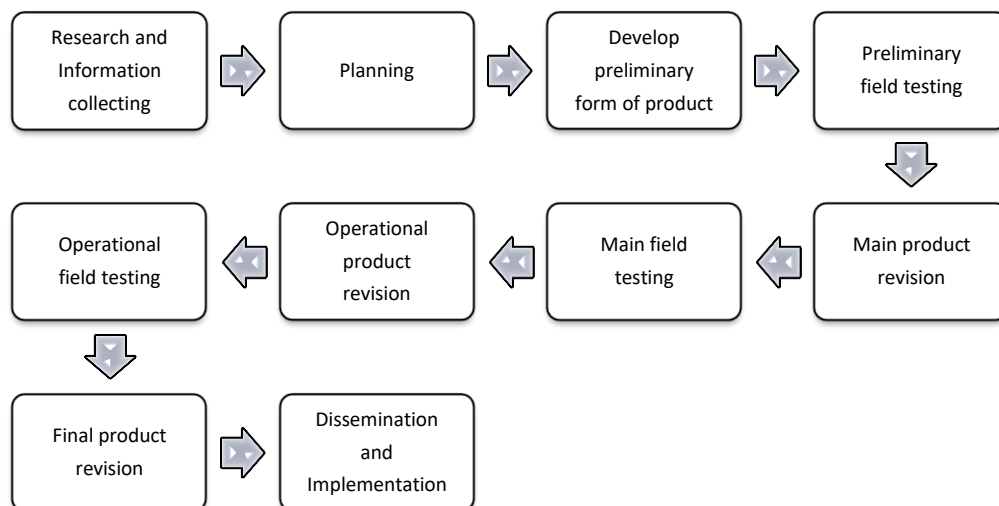 Research and
Information
collecting
Planning
Develop
preliminary
form of product
Preliminary
field testing
Main product
revision
Main field
testing
Operational
product
revision
Operational
field testing
Final product
revision
Dissemination
and
Implementation